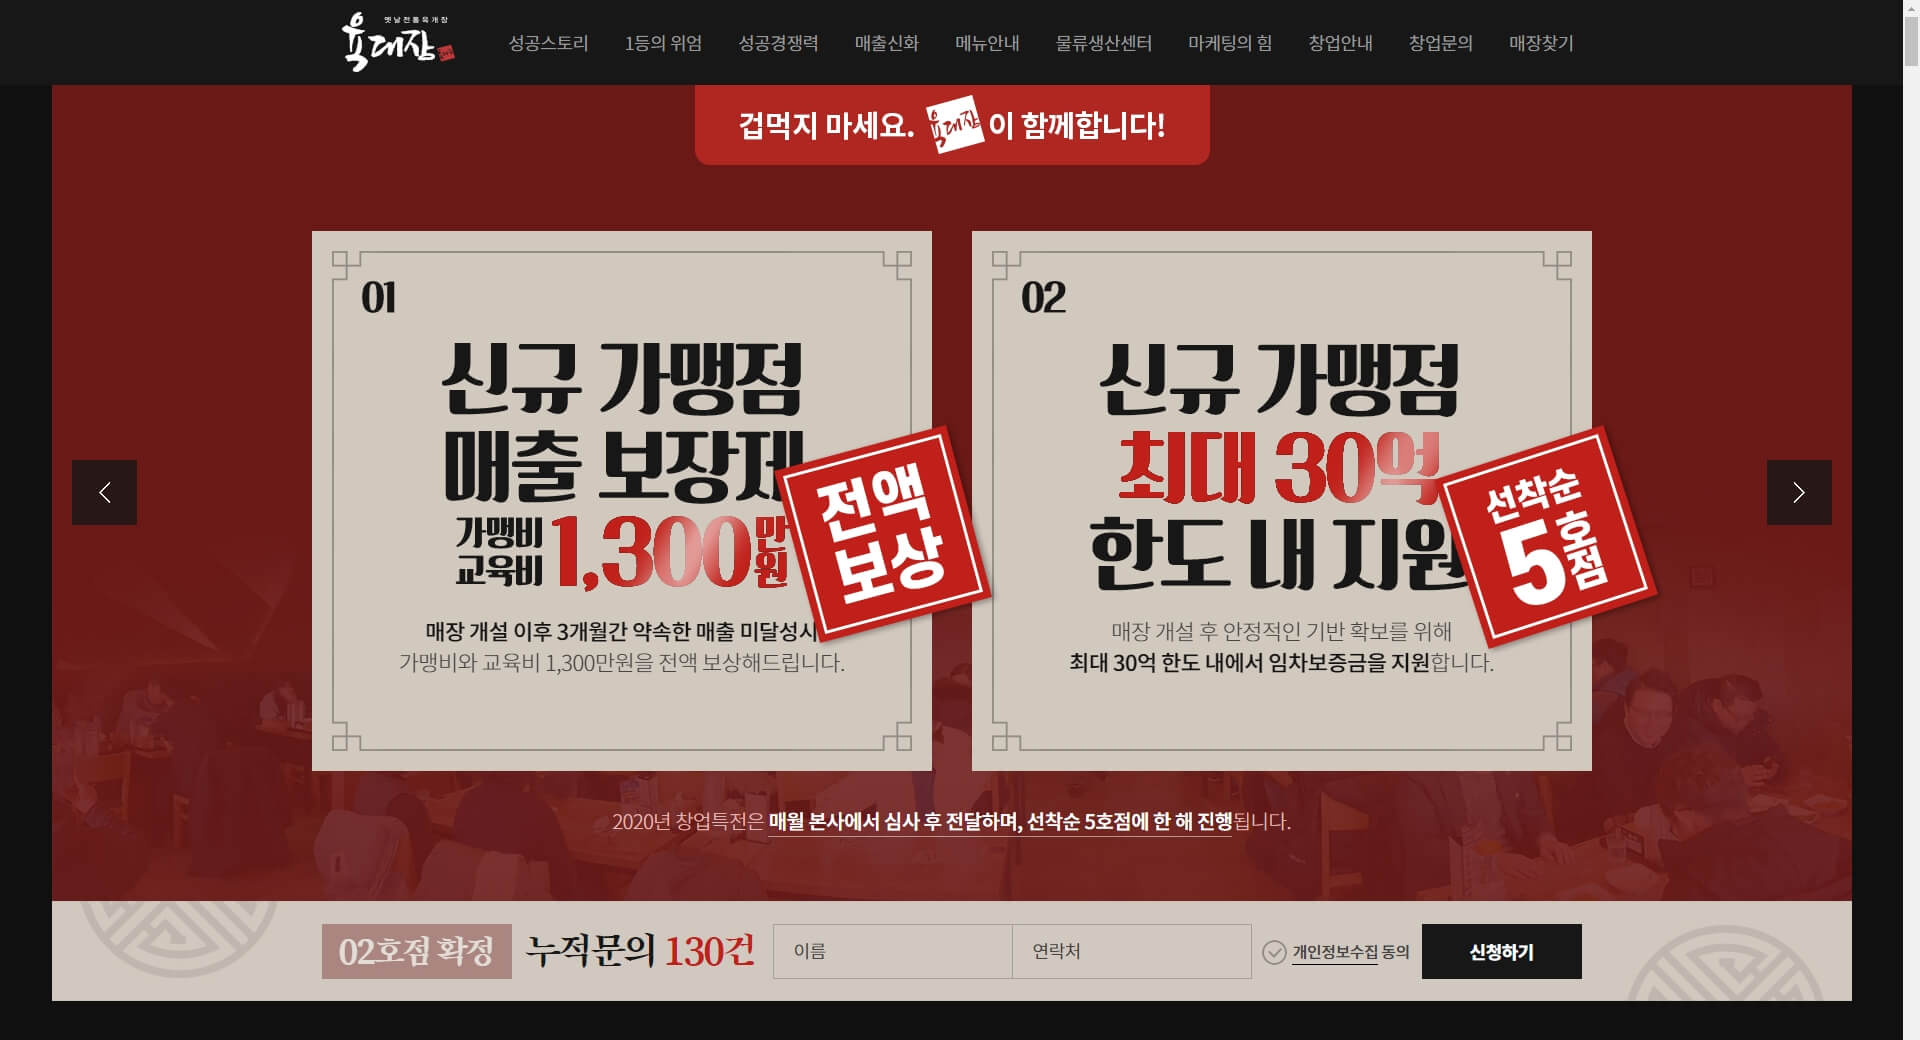 옛날전통육개장
육대장
성공스토리 1등의 위엄 성공경쟁력 매출신화 메뉴안내 물류생산센터 마케팅의 힘 창업안내 창업문의 매장찾기
겁먹지 마세요. 육대장이 함께합니다!
01
신규 가맹점
매출 보장제
가맹비
교육비
1,300만원
전액
보상
매장 개설 이후 3개월간 약속한 매출 미달성시
가맹비와 교육비 1,300만원을 전액 보상해드립니다.
02
신규 가맹점
최대 30억
한도 내 지원
선착순
5호점
매장 개설 후 안정적인 기반 확보를 위해
최대 30억 한도 내에서 임차보증금을 지원합니다.
2020년 창업특전은 매월 본사에서 심사 후 전달하며, 선착순 5호점에 한 해 진행됩니다.
02호점 확정 누적문의 130건 이름 연락처 개인정보수집 동의 신청하기